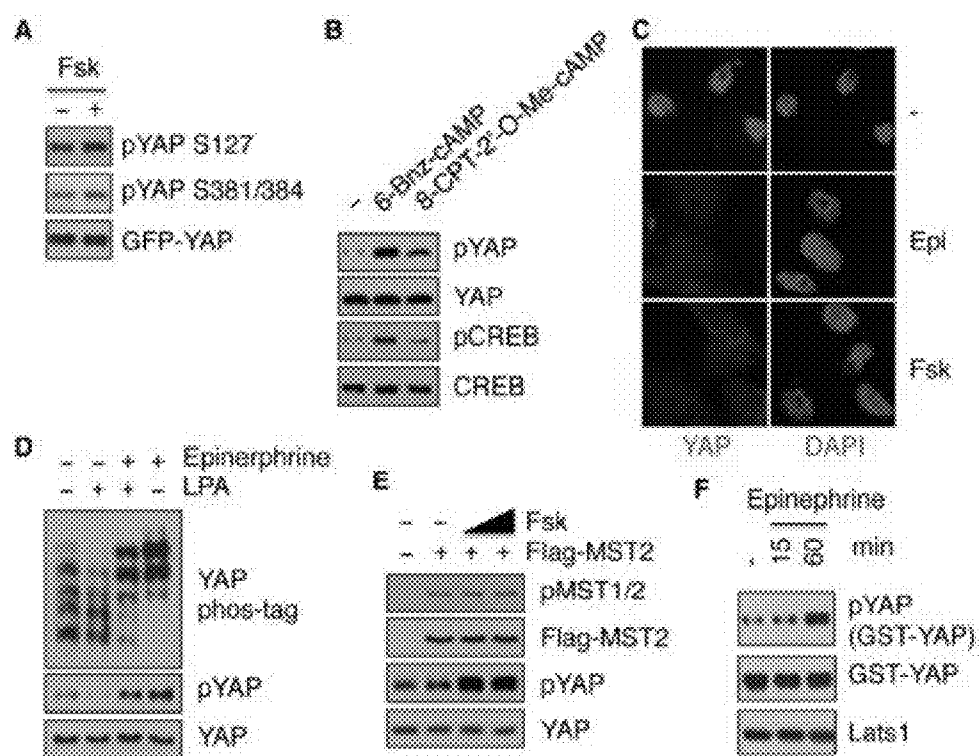 A
Fsk
- +
pYAP S127
pYAP S381/384
GFP-YAP
B
- 6-Bnz-cAMP 8-CPT-2'-O-Me-cAMP
pYAP
YAP
pCREB
CREB
C
-
Epi
Fsk
YAP DAPI
D
- - + + Epinerphrine
- + + - LPA
YAP
phos-tag
pYAP
YAP
E
- - Fsk
- + + + Flag-MST2
pMST1/2
Flag-MST2
pYAP
YAP
F
Epinephrine
- 15 60 min
pYAP
(GST-YAP)
GST-YAP
Lats1